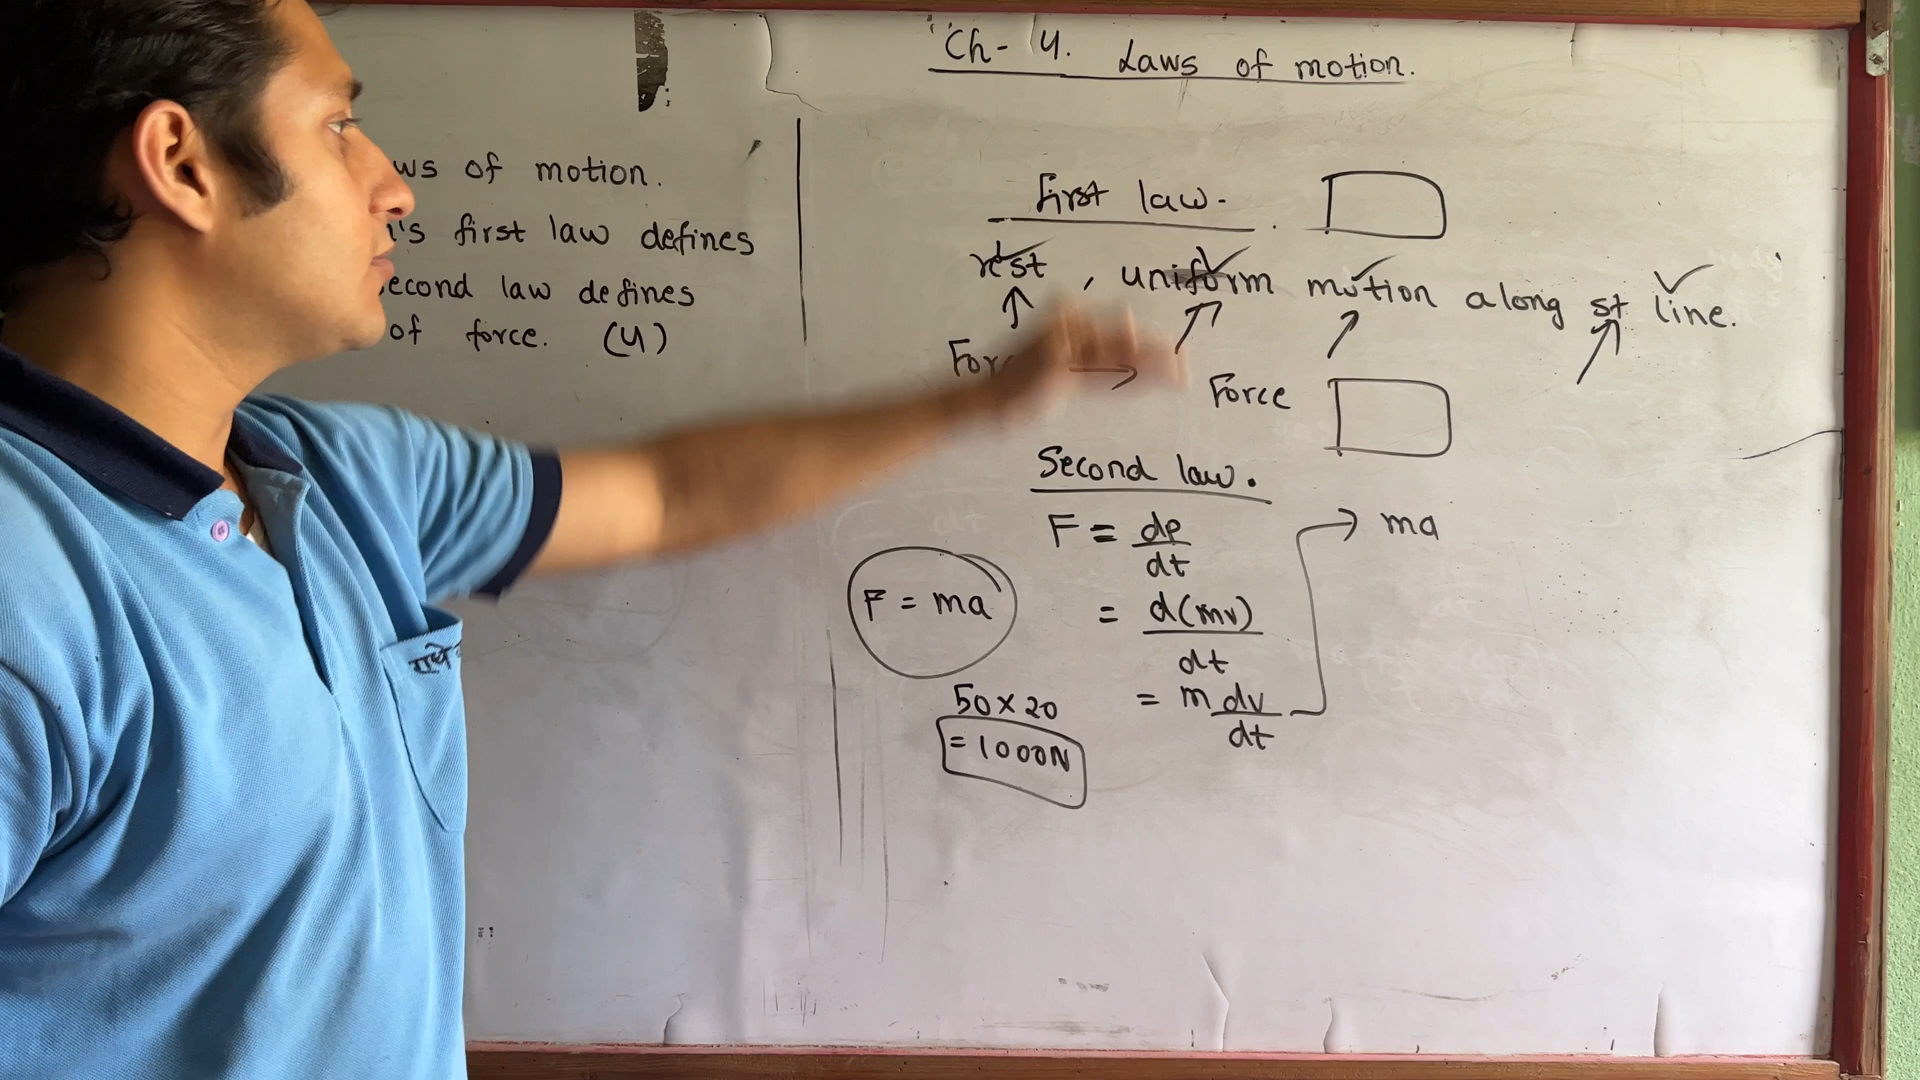 Ch- 4. Laws of motion.
ws of motion.
's first law defines
econd law defines
of force. (4)
First law.
rest, uniform motion along st line.
Force
Second law.
F = dp/dt
= d(mv)/dt
= m dv/dt → ma
F = ma
50 x 20
= 1000N
राधे